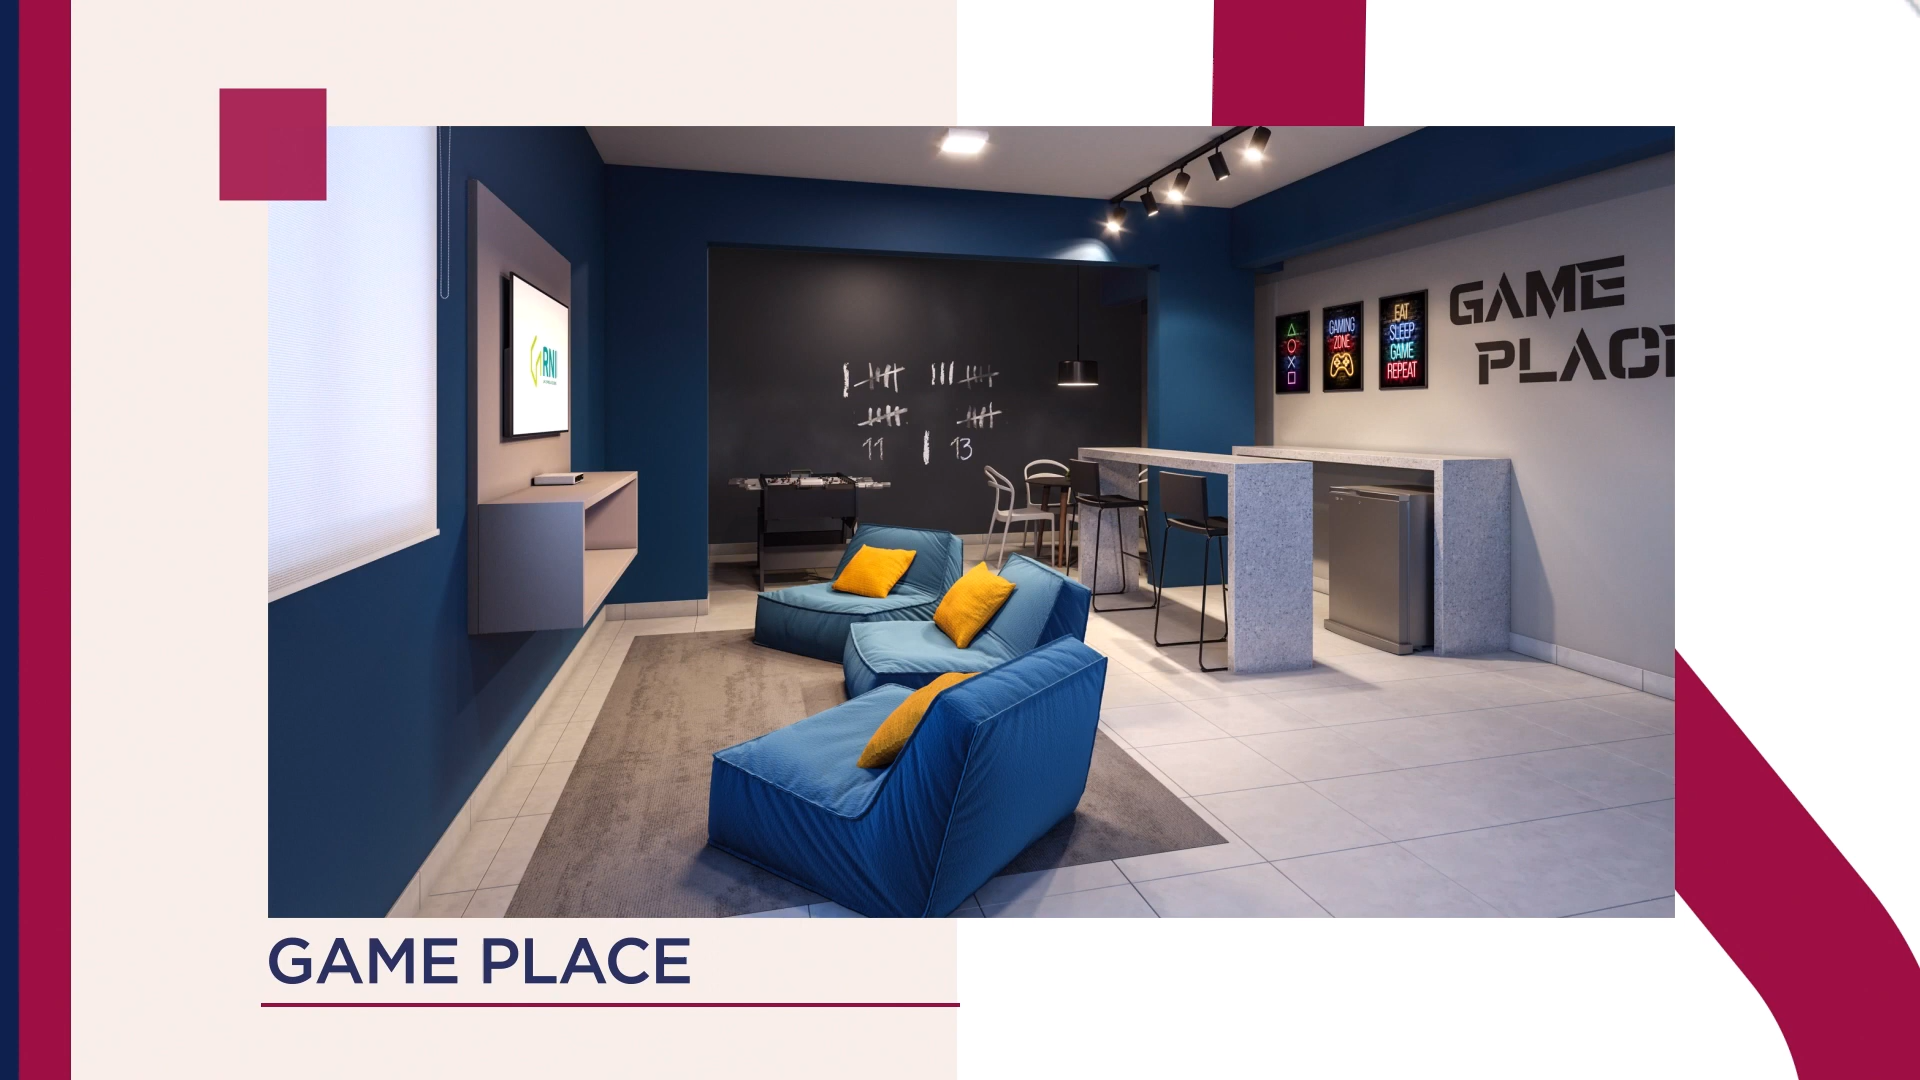 RNI
11 13
GAMING
ZONE
EAT
SLEEP
GAME
REPEAT
GAME
PLACE
GAME PLACE